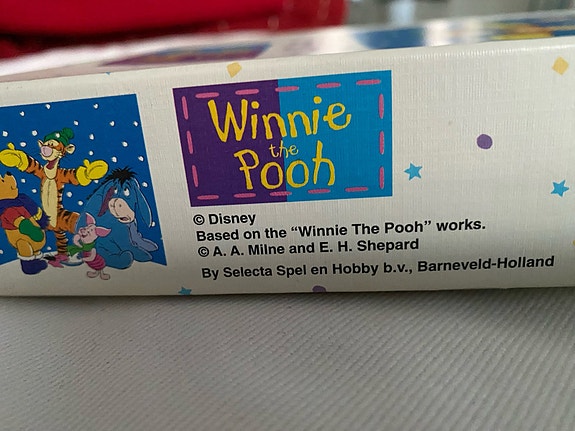 Winnie
the
Pooh
© Disney
Based on the “Winnie The Pooh” works.
© A. A. Milne and E. H. Shepard
By Selecta Spel en Hobby b.v., Barneveld-Holland